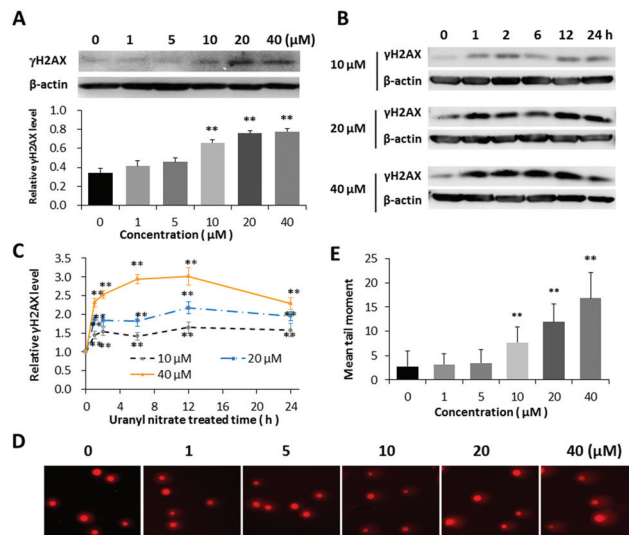 A
0 1 5 10 20 40 (μM)
γH2AX
β-actin
Relative γH2AX level
1.0
0.8
0.6
0.4
0.2
0.0
** ** **
0 1 5 10 20 40
Concentration ( μM )
B
0 1 2 6 12 24 h
10 μM
γH2AX
β-actin
20 μM
γH2AX
β-actin
40 μM
γH2AX
β-actin
C
Relative γH2AX level
3.5
3.0
2.5
2.0
1.5
1.0
0.5
0.0
** ** ** ** **
** ** ** ** **
** ** ** ** **
10 μM
20 μM
40 μM
0 4 8 12 16 20 24
Uranyl nitrate treated time ( h )
E
Mean tail moment
25
20
15
10
5
0
** ** **
0 1 5 10 20 40
Concentration ( μM )
D
0 1 5 10 20 40 (μM)